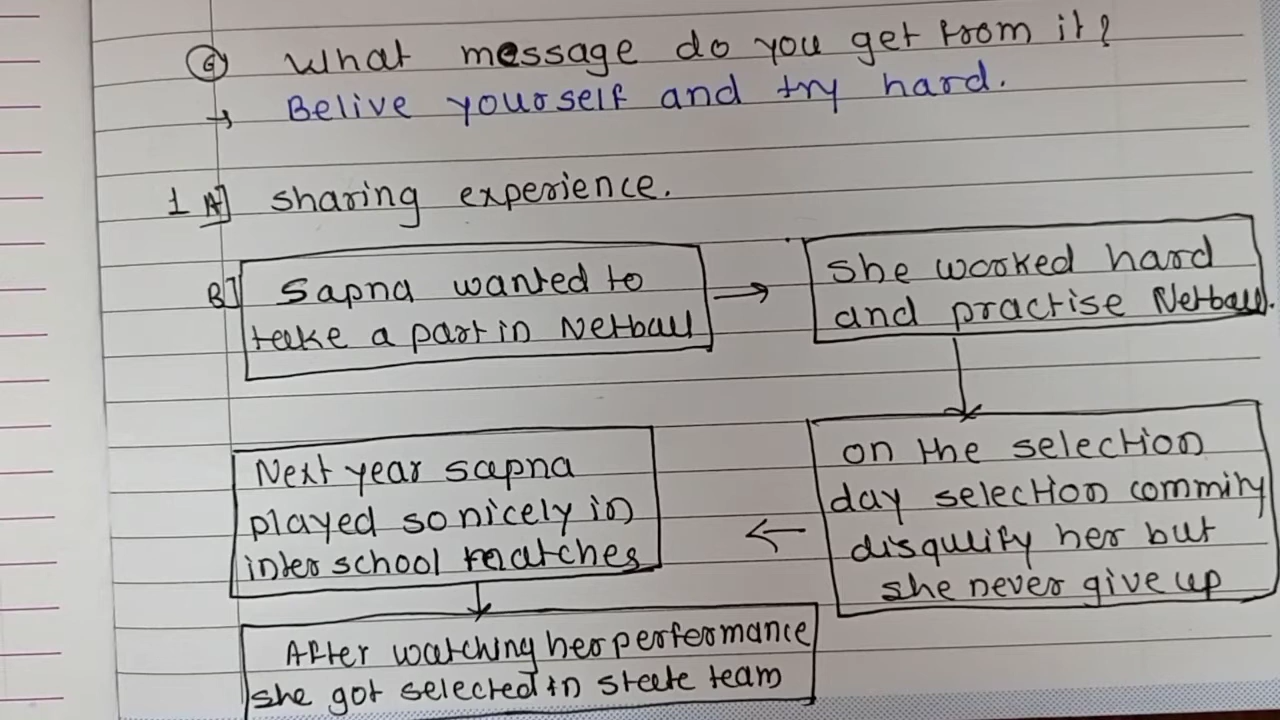 6 What message do you get from it?
→ Belive yourself and try hard.
1 A] sharing experience.
B] Sapna wanted to
take a part in Netball
→
she worked hard
and practise Netball.
on the selection
day selection commity
disqulify her but
she never give up
←
Next year sapna
played so nicely in
inter school matches
After watching her performance
she got selected in state team